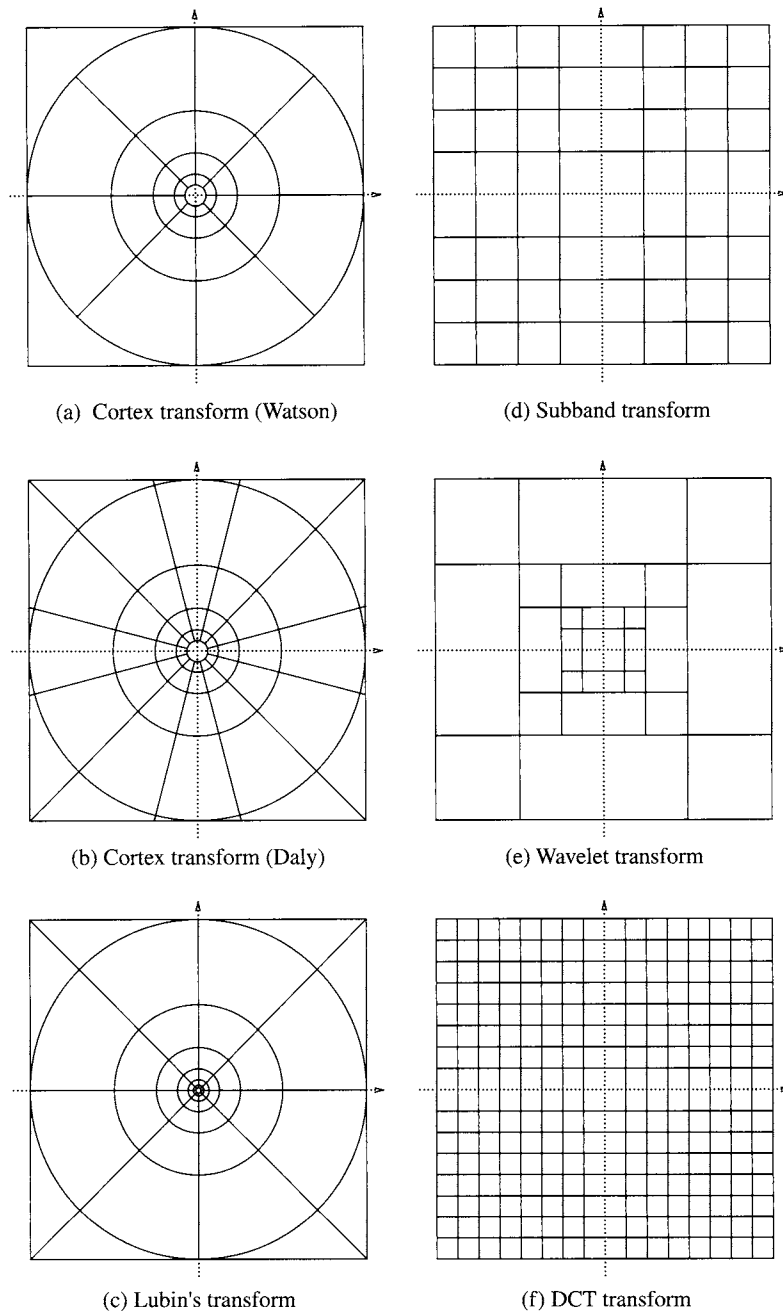 (a) Cortex transform (Watson)
(d) Subband transform
(b) Cortex transform (Daly)
(e) Wavelet transform
(c) Lubin's transform
(f) DCT transform